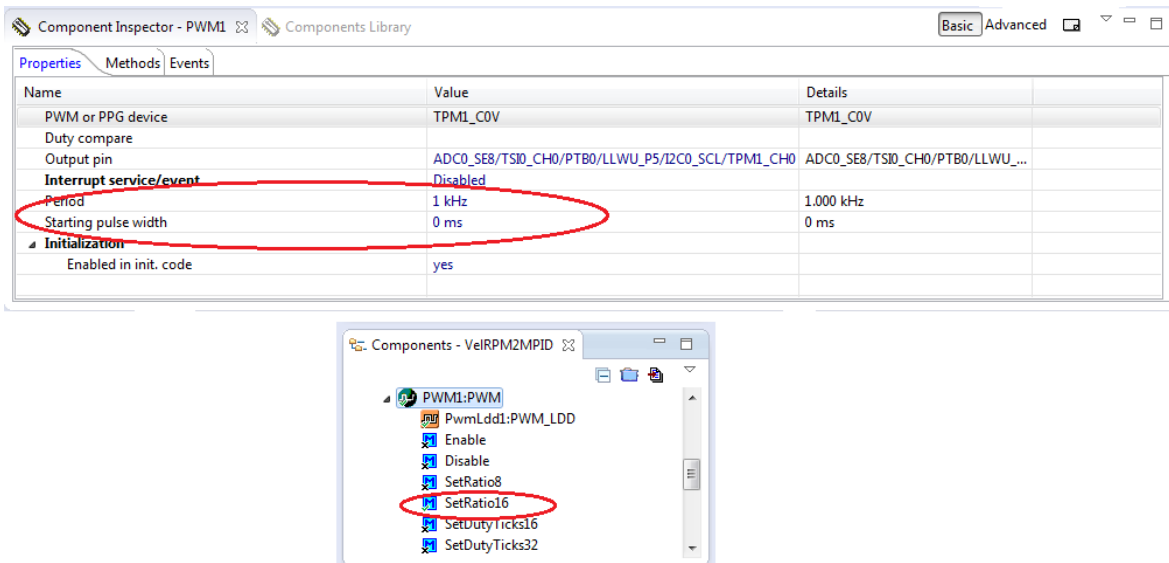 Component Inspector - PWM1 Components Library Basic Advanced
Properties Methods Events
Name Value Details
PWM or PPG device TPM1_C0V TPM1_C0V
Duty compare
Output pin ADC0_SE8/TSI0_CH0/PTB0/LLWU_P5/I2C0_SCL/TPM1_CH0 ADC0_SE8/TSI0_CH0/PTB0/LLWU_...
Interrupt service/event Disabled
Period 1 kHz 1.000 kHz
Starting pulse width 0 ms 0 ms
Initialization
Enabled in init. code yes
Components - VelRPM2MPID
PWM1:PWM
PwmLdd1:PWM_LDD
Enable
Disable
SetRatio8
SetRatio16
SetDutyTicks16
SetDutyTicks32